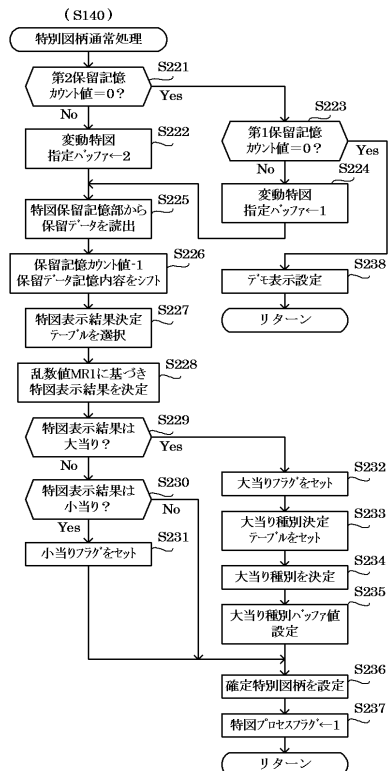 (S140)
特別図柄通常処理
S221
第2保留記憶
カウント値=0?
Yes
No
S222
変動特図
指定バッファ←2
S223
第1保留記憶
カウント値=0?
Yes
No
S224
変動特図
指定バッファ←1
S225
特図保留記憶部から
保留データを読出
S226
保留記憶カウント値-1
保留データ記憶内容をシフト
S238
デモ表示設定
リターン
S227
特図表示結果決定
テーブルを選択
S228
乱数値MR1に基づき
特図表示結果を決定
S229
特図表示結果は
大当り?
Yes
No
S230
特図表示結果は
小当り?
No
Yes
S231
小当りフラグをセット
S232
大当りフラグをセット
S233
大当り種別決定
テーブルをセット
S234
大当り種別を決定
S235
大当り種別バッファ値
設定
S236
確定特別図柄を設定
S237
特図プロセスフラグ←1
リターン